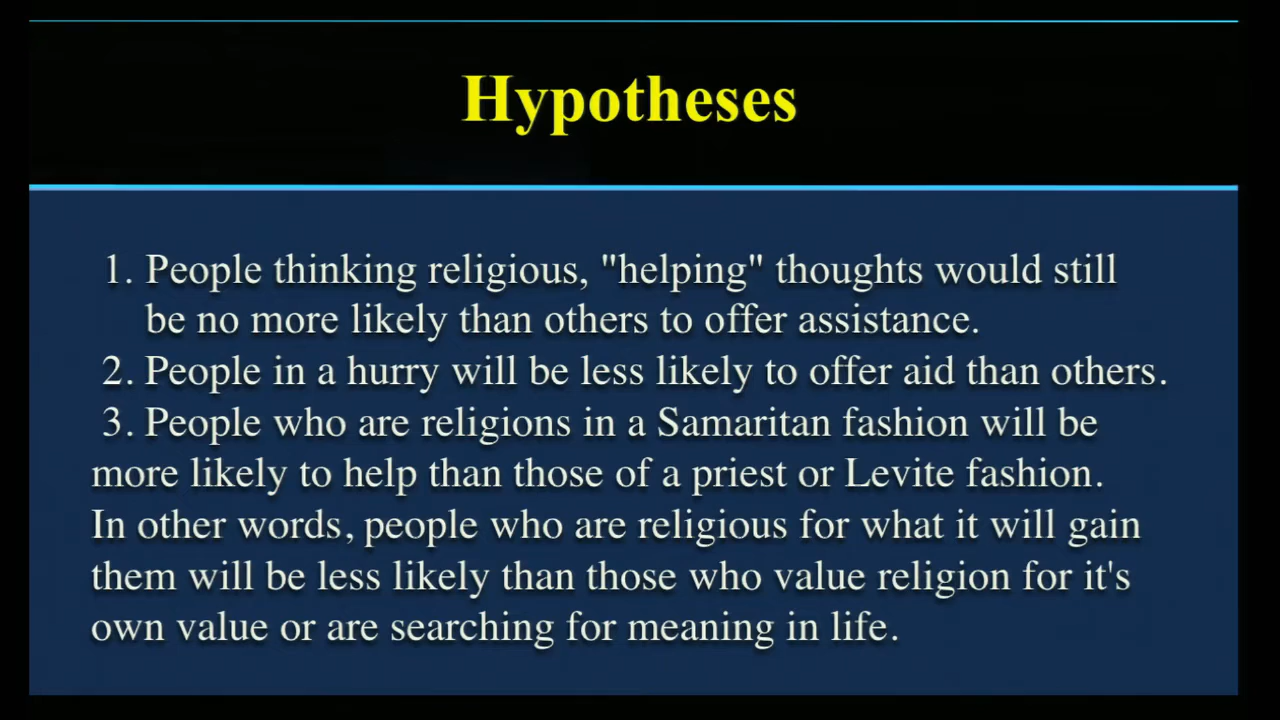 Hypotheses
1. People thinking religious, "helping" thoughts would still
be no more likely than others to offer assistance.
2. People in a hurry will be less likely to offer aid than others.
3. People who are religions in a Samaritan fashion will be
more likely to help than those of a priest or Levite fashion.
In other words, people who are religious for what it will gain
them will be less likely than those who value religion for it's
own value or are searching for meaning in life.